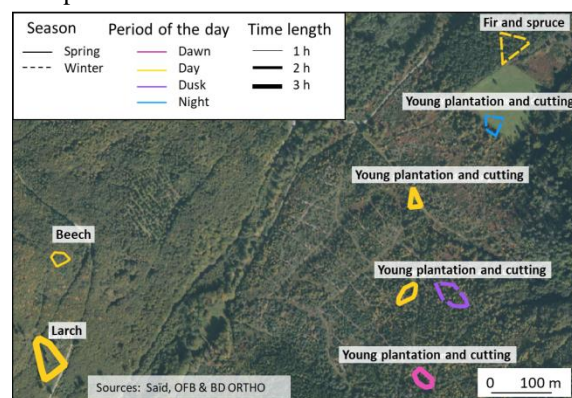 Season
Spring
Winter
Period of the day
Dawn
Day
Dusk
Night
Time length
1 h
2 h
3 h
Fir and spruce
Young plantation and cutting
Young plantation and cutting
Beech
Young plantation and cutting
Larch
Young plantation and cutting
Sources: Saïd, OFB & BD ORTHO
0 100 m